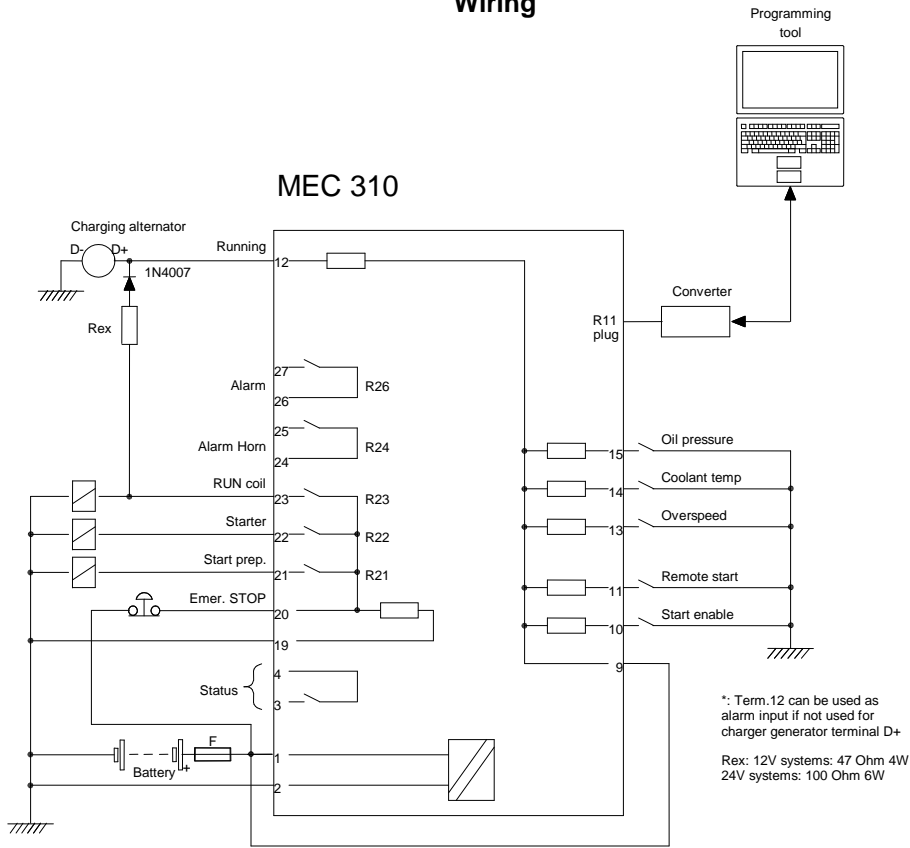 Wiring
Programming
tool
MEC 310
Charging alternator
D-
D+
Running
12
1N4007
Rex
Converter
R11
plug
27
Alarm
R26
26
25
Alarm Horn
R24
24
RUN coil
23
R23
Starter
22
R22
Start prep.
21
R21
Emer. STOP
20
19
4
Status
3
F
1
Battery
+
2
Oil pressure
15
Coolant temp
14
Overspeed
13
Remote start
11
Start enable
10
9
*: Term.12 can be used as
alarm input if not used for
charger generator terminal D+
Rex: 12V systems: 47 Ohm 4W
24V systems: 100 Ohm 6W